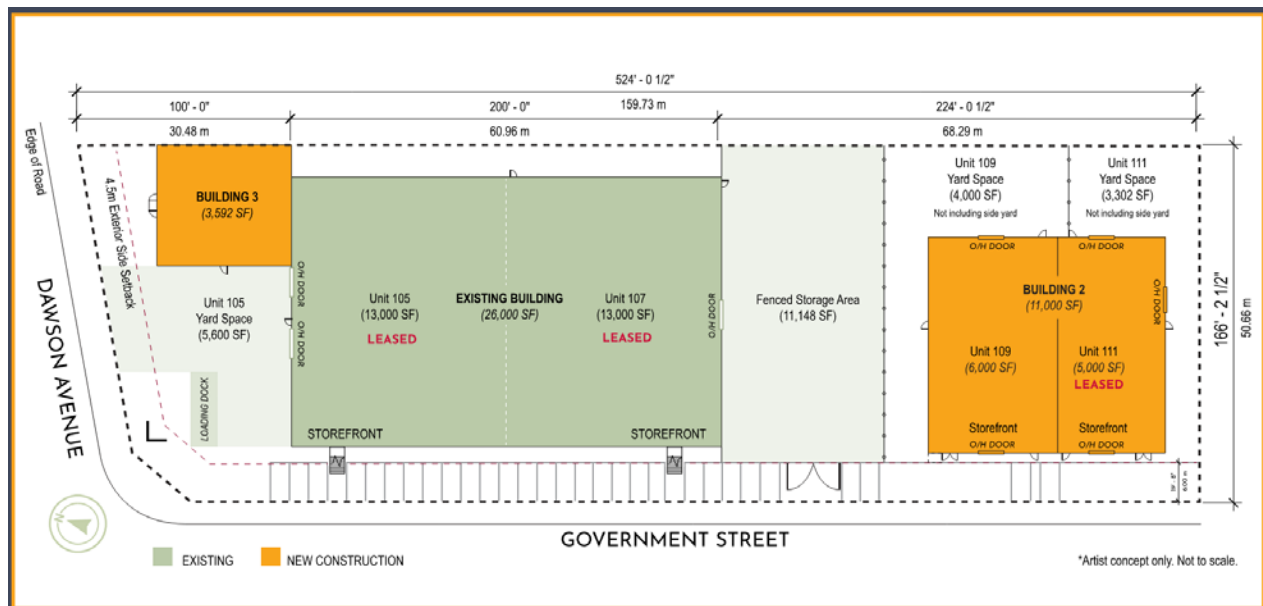 524' - 0 1/2"
100' - 0"
200' - 0"
159.73 m
224' - 0 1/2"
30.48 m
60.96 m
68.29 m
Edge of Road
4.5m Exterior Side Setback
DAWSON AVENUE
BUILDING 3
(3,592 SF)
Unit 105
Yard Space
(5,600 SF)
LOADING DOCK
O/H DOOR
O/H DOOR
Unit 105
(13,000 SF)
LEASED
EXISTING BUILDING
(26,000 SF)
Unit 107
(13,000 SF)
LEASED
O/H DOOR
STOREFRONT
STOREFRONT
Fenced Storage Area
(11,148 SF)
Unit 109
Yard Space
(4,000 SF)
Not including side yard
Unit 111
Yard Space
(3,302 SF)
Not including side yard
O/H DOOR
O/H DOOR
BUILDING 2
(11,000 SF)
O/H DOOR
Unit 109
(6,000 SF)
Unit 111
(5,000 SF)
LEASED
Storefront
O/H DOOR
Storefront
O/H DOOR
166' - 2 1/2"
50.66 m
6.00 m
N
GOVERNMENT STREET
EXISTING
NEW CONSTRUCTION
*Artist concept only. Not to scale.